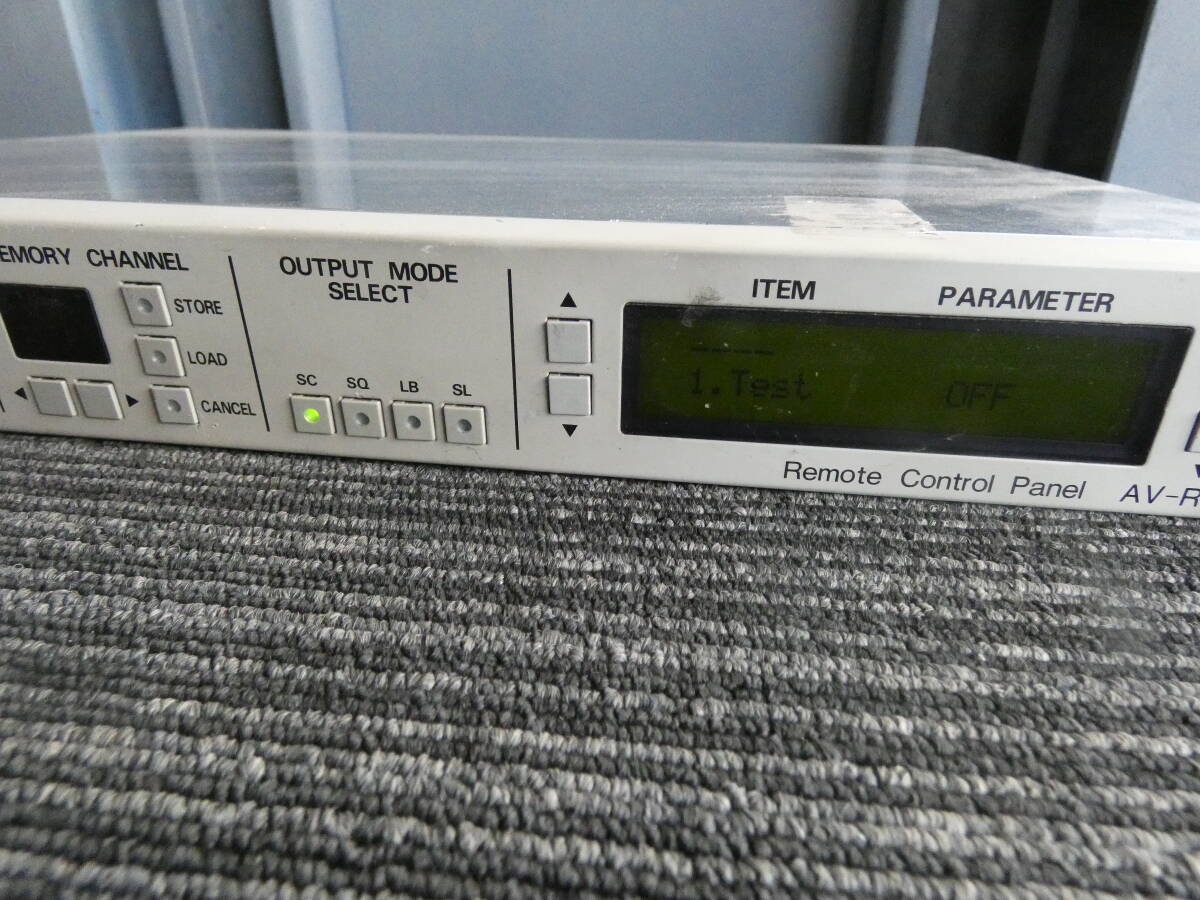 EMORY CHANNEL
STORE
LOAD
CANCEL
OUTPUT MODE
SELECT
SC SQ LB SL
ITEM PARAMETER
1.Test OFF
Remote Control Panel AV-R